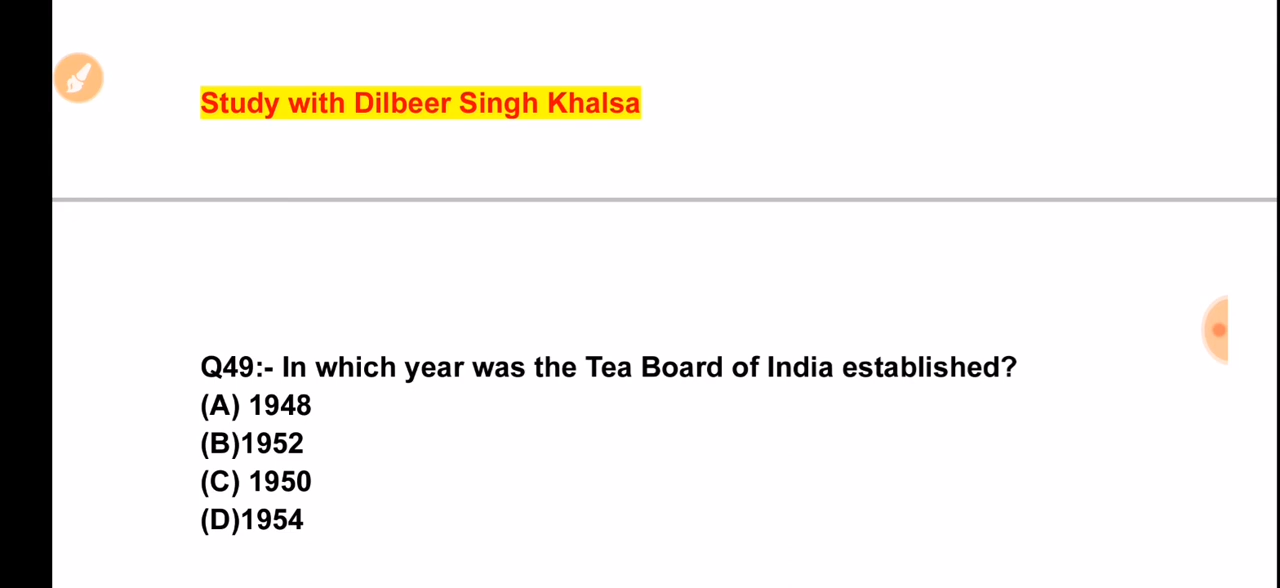 Study with Dilbeer Singh Khalsa
Q49:- In which year was the Tea Board of India established?
(A) 1948
(B)1952
(C) 1950
(D)1954